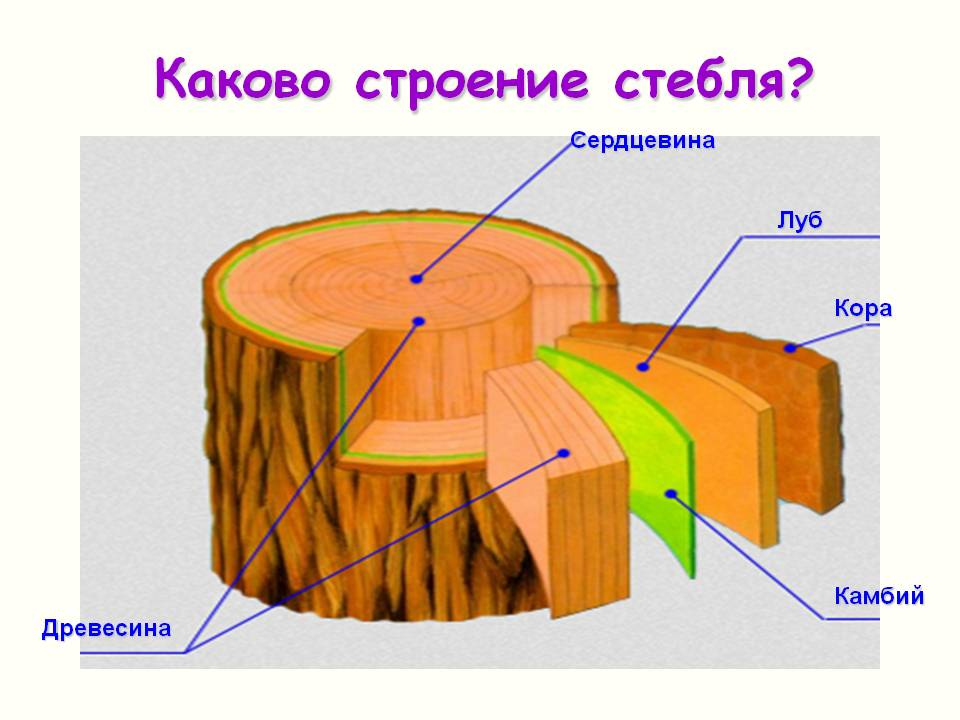 Каково строение стебля?
Сердцевина
Луб
Кора
Камбий
Древесина